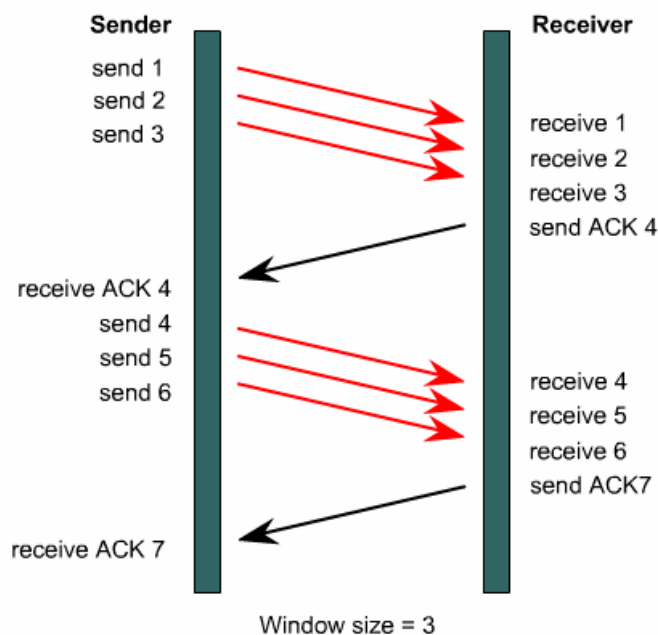 Sender
Receiver
send 1
send 2
send 3
receive 1
receive 2
receive 3
send ACK 4
receive ACK 4
send 4
send 5
send 6
receive 4
receive 5
receive 6
send ACK7
receive ACK 7
Window size = 3